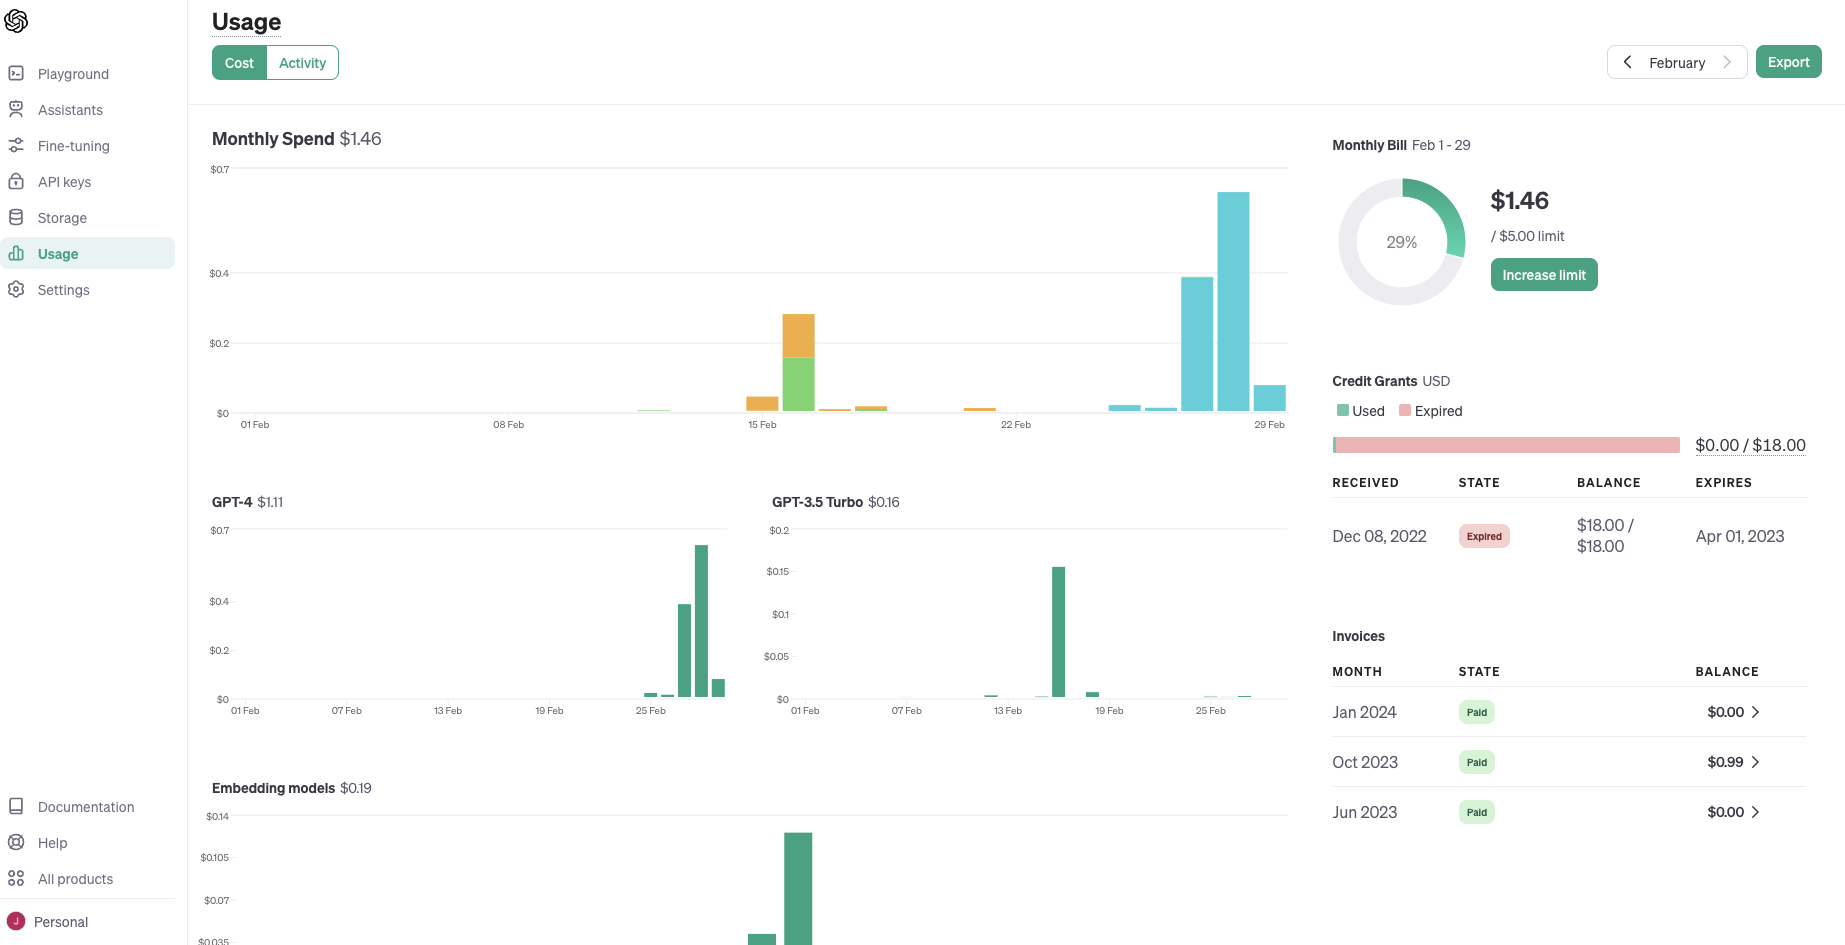 Usage
Cost Activity
February
Export
Playground
Assistants
Fine-tuning
API keys
Storage
Usage
Settings
Documentation
Help
All products
J Personal
Monthly Spend $1.46
$0.7
$0.4
$0.2
$0
01 Feb 08 Feb 15 Feb 22 Feb 29 Feb
GPT-4 $1.11
$0.7
$0.4
$0.2
$0
01 Feb 07 Feb 13 Feb 19 Feb 25 Feb
GPT-3.5 Turbo $0.16
$0.2
$0.15
$0.1
$0.05
$0
01 Feb 07 Feb 13 Feb 19 Feb 25 Feb
Embedding models $0.19
$0.14
$0.105
$0.07
$0.035
Monthly Bill Feb 1 - 29
29%
$1.46
/ $5.00 limit
Increase limit
Credit Grants USD
Used Expired
$0.00 / $18.00
RECEIVED STATE BALANCE EXPIRES
Dec 08, 2022 Expired $18.00 / $18.00 Apr 01, 2023
Invoices
MONTH STATE BALANCE
Jan 2024 Paid $0.00
Oct 2023 Paid $0.99
Jun 2023 Paid $0.00